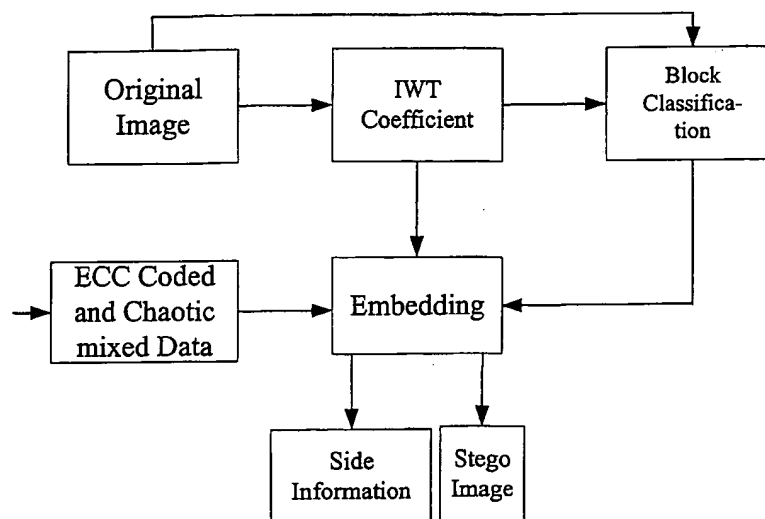 Original
Image
IWT
Coefficient
Block
Classifica-
tion
ECC Coded
and Chaotic
mixed Data
Embedding
Side
Information
Stego
Image